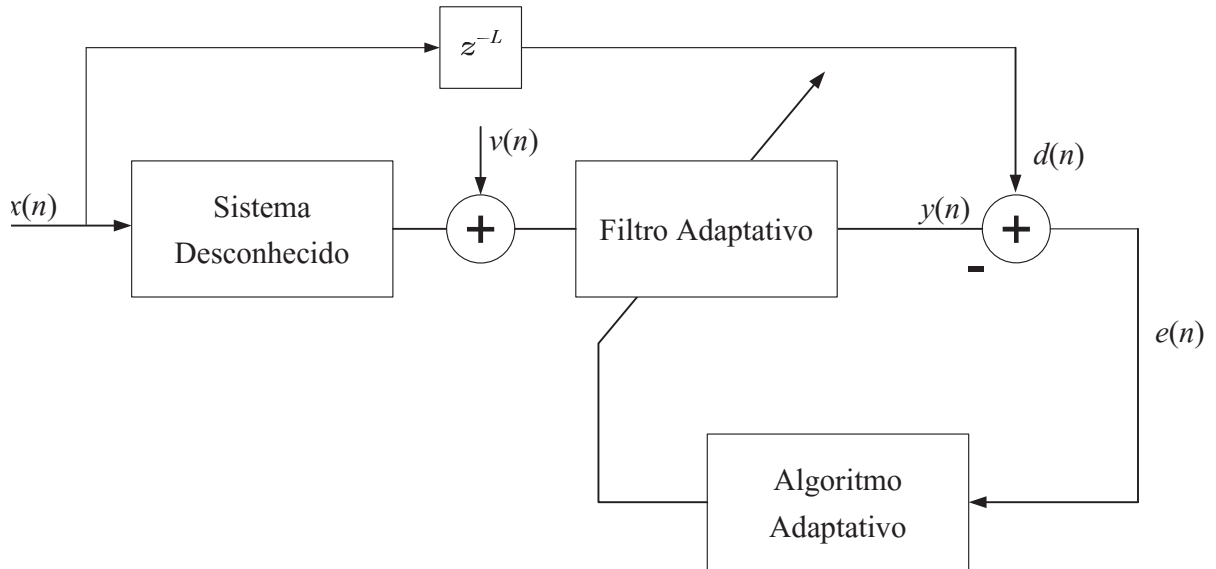 z^{-L}
v(n)
d(n)
x(n)
Sistema
Desconhecido
+
Filtro Adaptativo
y(n)
+
-
e(n)
Algoritmo
Adaptativo